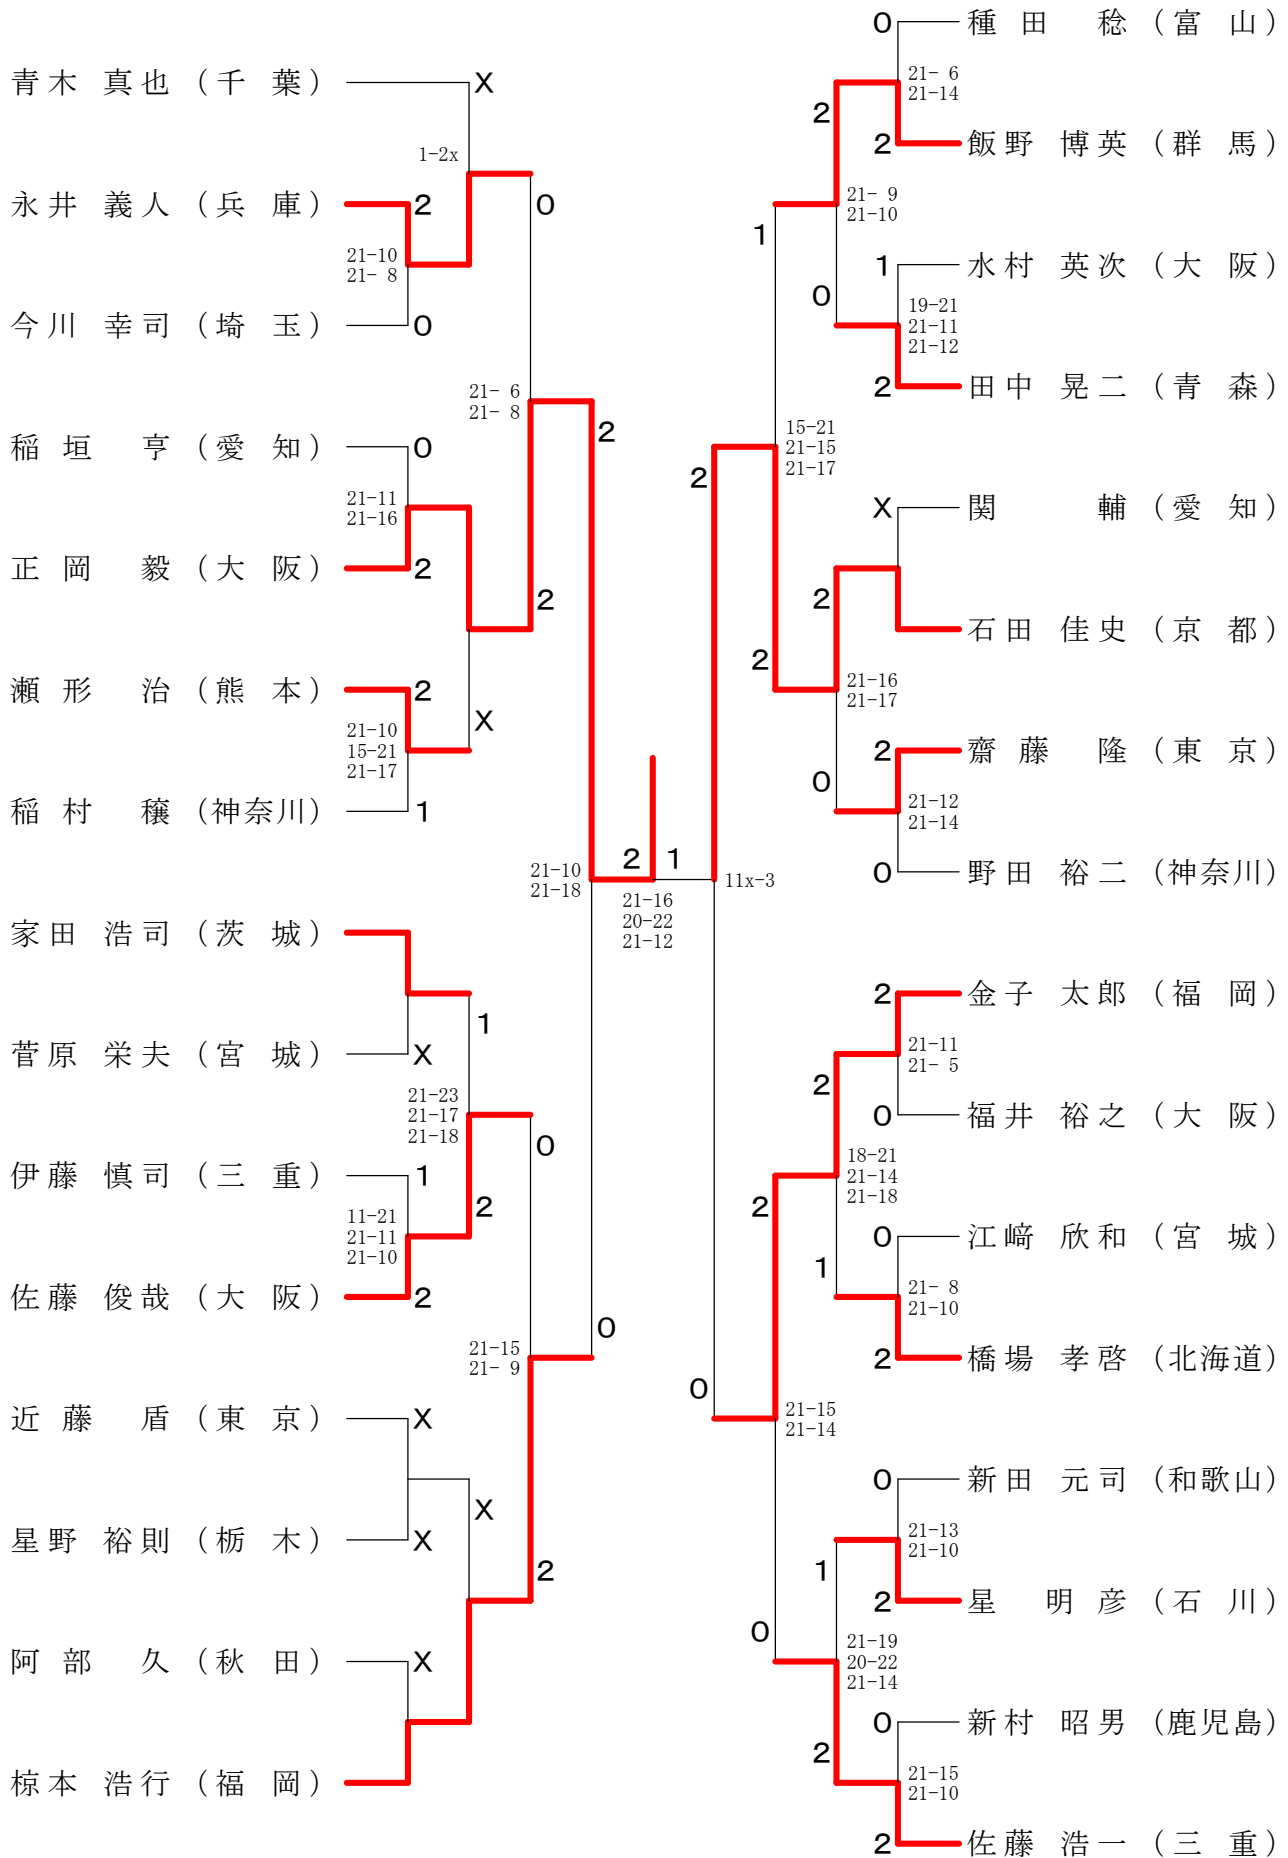 青木 真也 (千 葉)
X
1-2x
永井 義人 (兵 庫)
2
0
21-10
21- 8
今川 幸司 (埼 玉)
0
21- 6
21- 8
2
稲垣 亨 (愛 知)
0
21-11
21-16
正岡 毅 (大 阪)
2
2
瀬形 治 (熊 本)
2
X
21-10
15-21
21-17
稲村 穣 (神奈川)
1
21-10
21-18
家田 浩司 (茨 城)
1
菅原 栄夫 (宮 城)
X
21-23
21-17
21-18
0
伊藤 慎司 (三 重)
1
2
11-21
21-11
21-10
佐藤 俊哉 (大 阪)
2
0
21-15
21- 9
近藤 盾 (東 京)
X
X
星野 裕則 (栃 木)
X
2
阿部 久 (秋 田)
X
椋本 浩行 (福 岡)
2 1
21-16
20-22
21-12
0 種田 稔 (富 山)
21- 6
21-14
2
2 飯野 博英 (群 馬)
21- 9
21-10
1
1 水村 英次 (大 阪)
0
19-21
21-11
21-12
2 田中 晃二 (青 森)
15-21
21-15
21-17
2
X 関 輔 (愛 知)
2
石田 佳史 (京 都)
2
21-16
21-17
2 齋藤 隆 (東 京)
0
21-12
21-14
0 野田 裕二 (神奈川)
11x-3
2 金子 太郎 (福 岡)
21-11
21- 5
2
0 福井 裕之 (大 阪)
18-21
21-14
21-18
2
0 江﨑 欣和 (宮 城)
1
21- 8
21-10
2 橋場 孝啓 (北海道)
0
21-15
21-14
0 新田 元司 (和歌山)
21-13
21-10
1
2 星 明彦 (石 川)
0
21-19
20-22
21-14
0 新村 昭男 (鹿児島)
2
21-15
21-10
2 佐藤 浩一 (三 重)